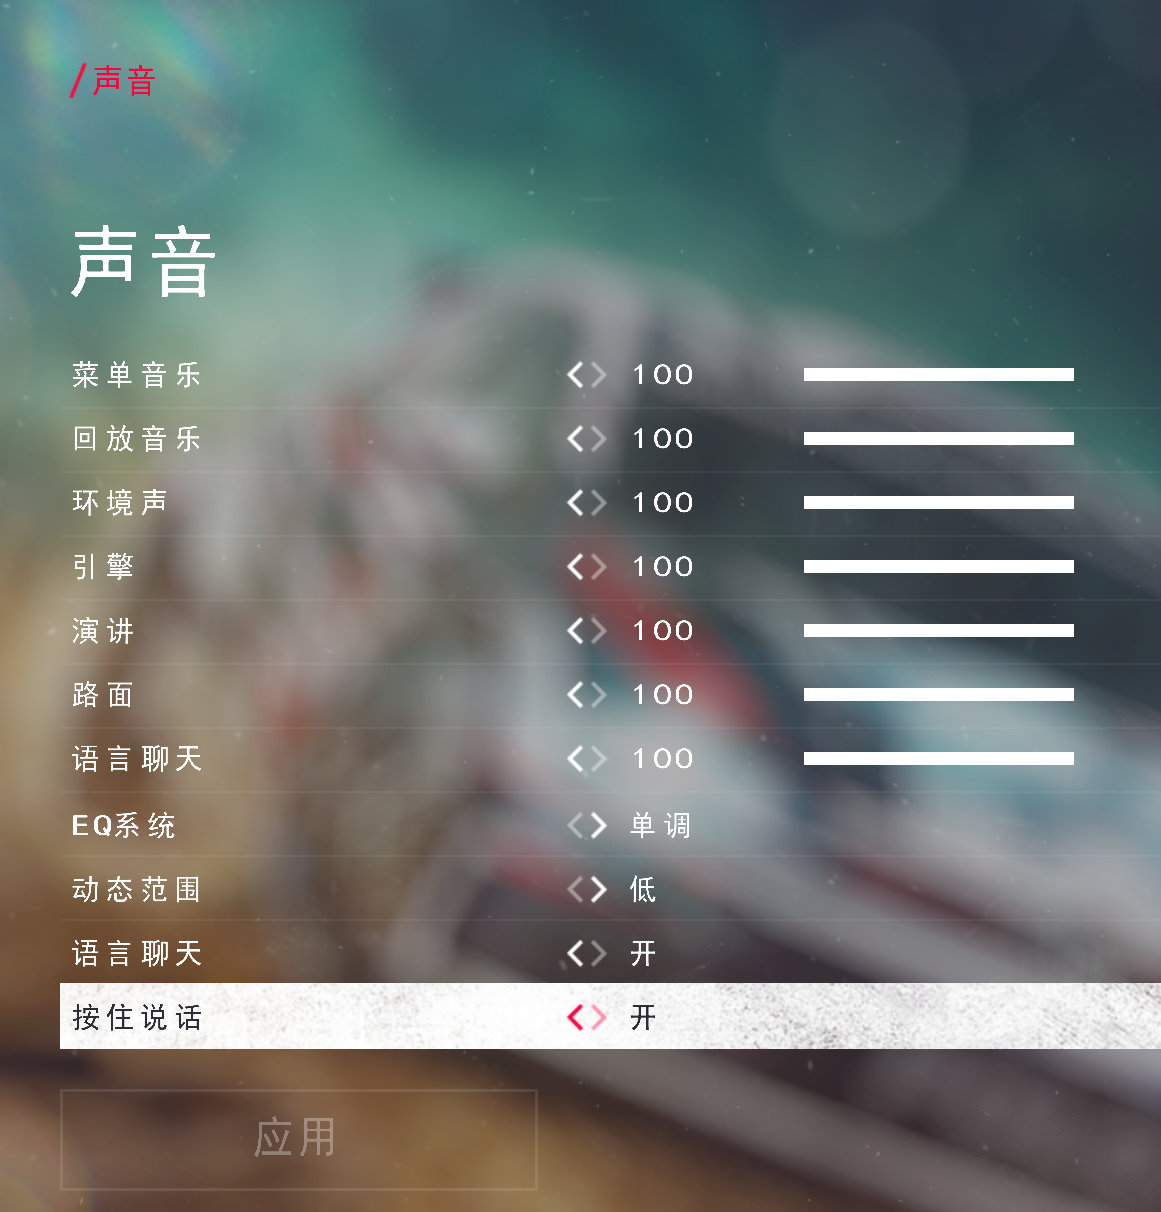 /声音
声音
菜单音乐 100
回放音乐 100
环境声 100
引擎 100
演讲 100
路面 100
语言聊天 100
EQ系统 单调
动态范围 低
语言聊天 开
按住说话 开
应用